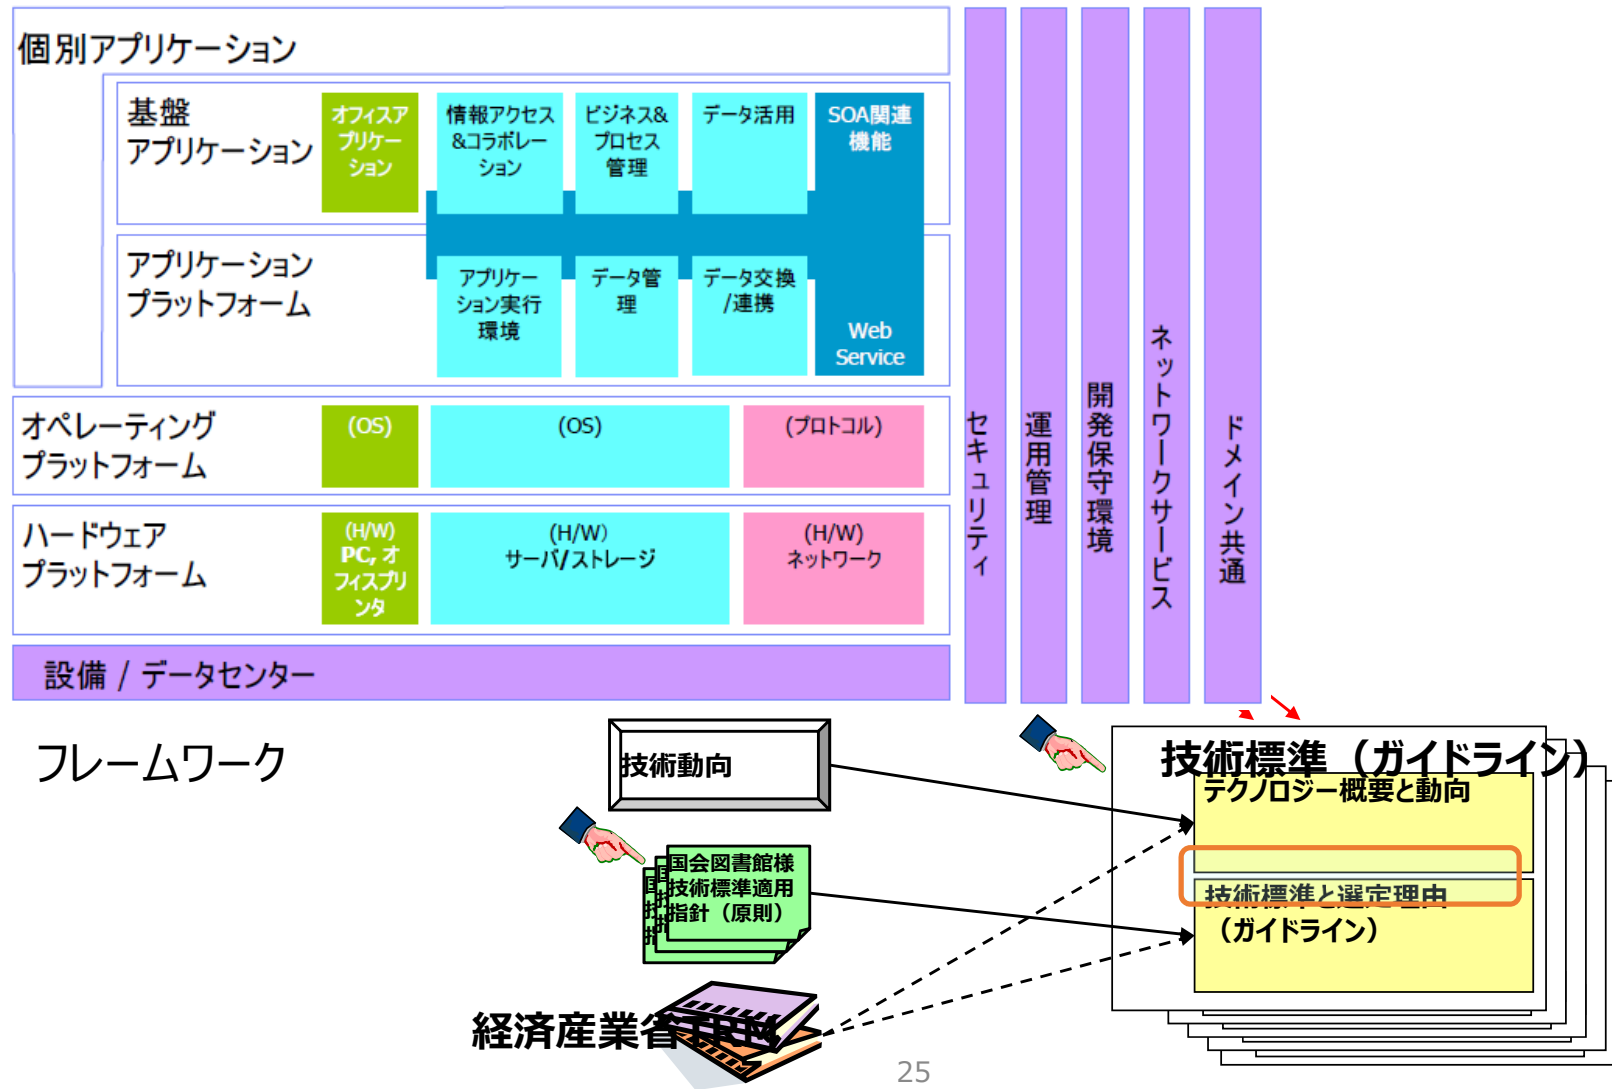 個別アプリケーション
基盤
アプリケーション
オフィスア
プリケー
ション
情報アクセス
&コラボレー
ション
ビジネス&
プロセス
管理
データ活用
SOA関連
機能
アプリケーション
プラットフォーム
アプリケー
ション実行
環境
データ管
理
データ交換
/連携
Web
Service
オペレーティング
プラットフォーム
(OS)
(OS)
(プロトコル)
ハードウェア
プラットフォーム
(H/W)
PC, オ
フィスプリ
ンタ
(H/W)
サーバ/ストレージ
(H/W)
ネットワーク
設備 / データセンター
セキュリティ
運用管理
開発保守環境
ネットワークサービス
ドメイン共通
フレームワーク
技術動向
国会図書館様
技術標準適用
指針（原則）
経済産業省TRM
技術標準（ガイドライン）
テクノロジー概要と動向
技術標準と選定理由
（ガイドライン）
25